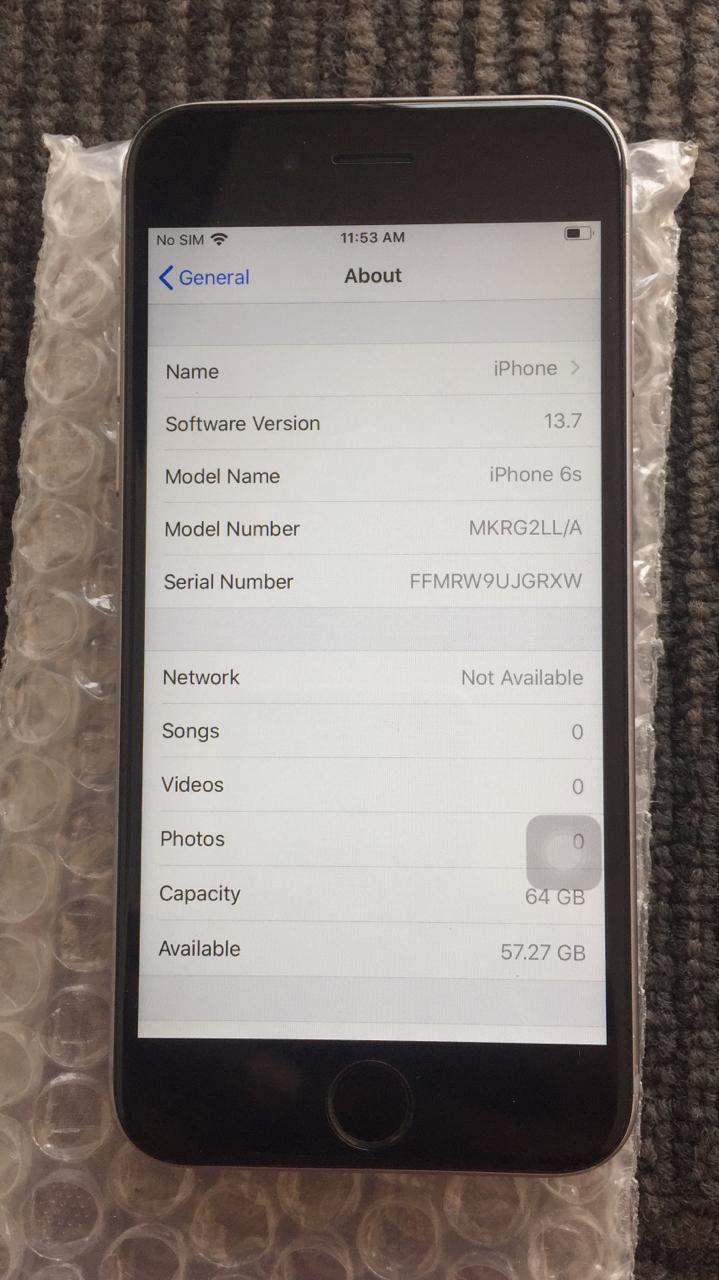 No SIM 11:53 AM
General About
Name iPhone
Software Version 13.7
Model Name iPhone 6s
Model Number MKRG2LL/A
Serial Number FFMRW9UJGRXW
Network Not Available
Songs 0
Videos 0
Photos 0
Capacity 64 GB
Available 57.27 GB